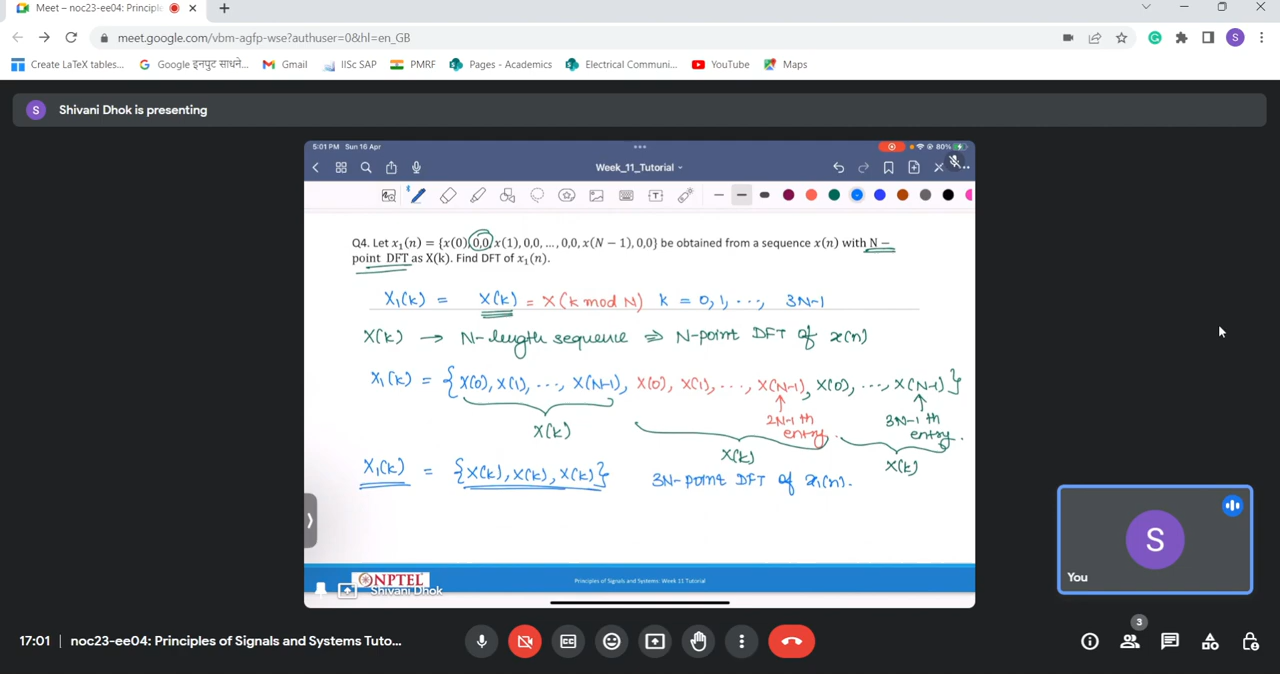 Meet – noc23-ee04: Principl
meet.google.com/vbm-agfp-wse?authuser=0&hl=en_GB
S
Create LaTeX tables...
Google इनपुट साधने...
Gmail
IISc SAP
PMRF
Pages - Academics
Electrical Communi...
YouTube
Maps
S Shivani Dhok is presenting
5:01 PM Sun 16 Apr
80%
Week_11_Tutorial
Q4. Let x₁(n) = {x(0), 0,0, x(1), 0,0, ..., 0,0, x(N − 1), 0,0} be obtained from a sequence x(n) with N −
point DFT as X(k). Find DFT of x₁(n).
X₁(k) = X(k) = X(k mod N) k = 0, 1, ..., 3N-1
X(k) → N-length sequence ⇒ N-point DFT of x(n)
X₁(k) = {X(0), X(1), ..., X(N-1), X(0), X(1), ..., X(N-1), X(0), ..., X(N-1)}
2N-1 th entry.
3N-1 th entry.
X(k)
X(k)
X(k)
X₁(k) = {X(k), X(k), X(k)} 3N-point DFT of x₁(n).
NPTEL
Principles of Signals and Systems: Week 11 Tutorial
Shivani Dhok
S
You
17:01 | noc23-ee04: Principles of Signals and Systems Tuto...
3